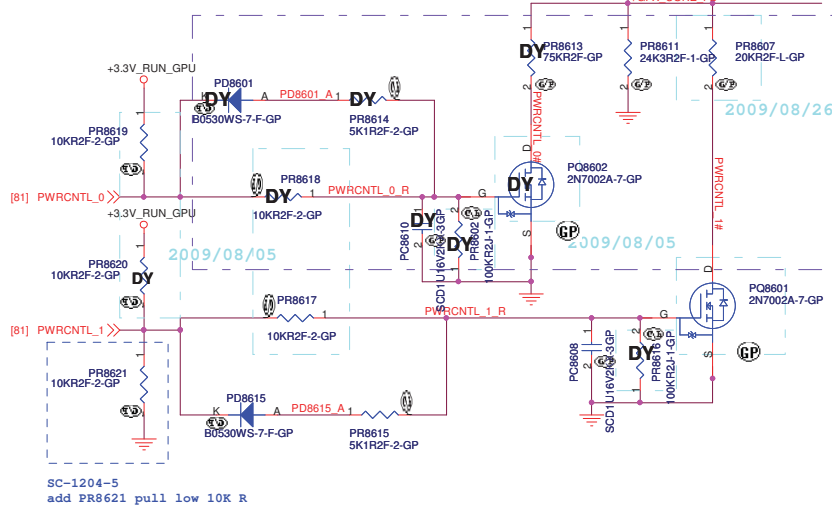 PR8613
75KR2F-GP
DY
PR8611
24K3R2F-1-GP
PR8607
20KR2F-L-GP
2009/08/26
+3.3V_RUN_GPU
PD8601
K
DY
A
PD8601_A
1
DY
B0530WS-7-F-GP
PR8614
5K1R2F-2-GP
PR8619
10KR2F-2-GP
PWRCNTL_0#
PWRCNTL_1#
PR8618
DY
1
10KR2F-2-GP
PWRCNTL_0_R
[81] PWRCNTL_0
G
D
S
DY
PQ8602
2N7002A-7-GP
GP
+3.3V_RUN_GPU
DY
PC8610
DY
PR8602
100KR2J-1-GP
2009/08/05
2009/08/05
PR8620
10KR2F-2-GP
DY
PR8617
10KR2F-2-GP
PWRCNTL_1_R
[81] PWRCNTL_1
D
G
S
PQ8601
2N7002A-7-GP
GP
PC8608
DY
PR8616
100KR2J-1-GP
PR8621
10KR2F-2-GP
PD8615
K
A
PD8615_A
1
B0530WS-7-F-GP
PR8615
5K1R2F-2-GP
SC-1204-5
add PR8621 pull low 10K R